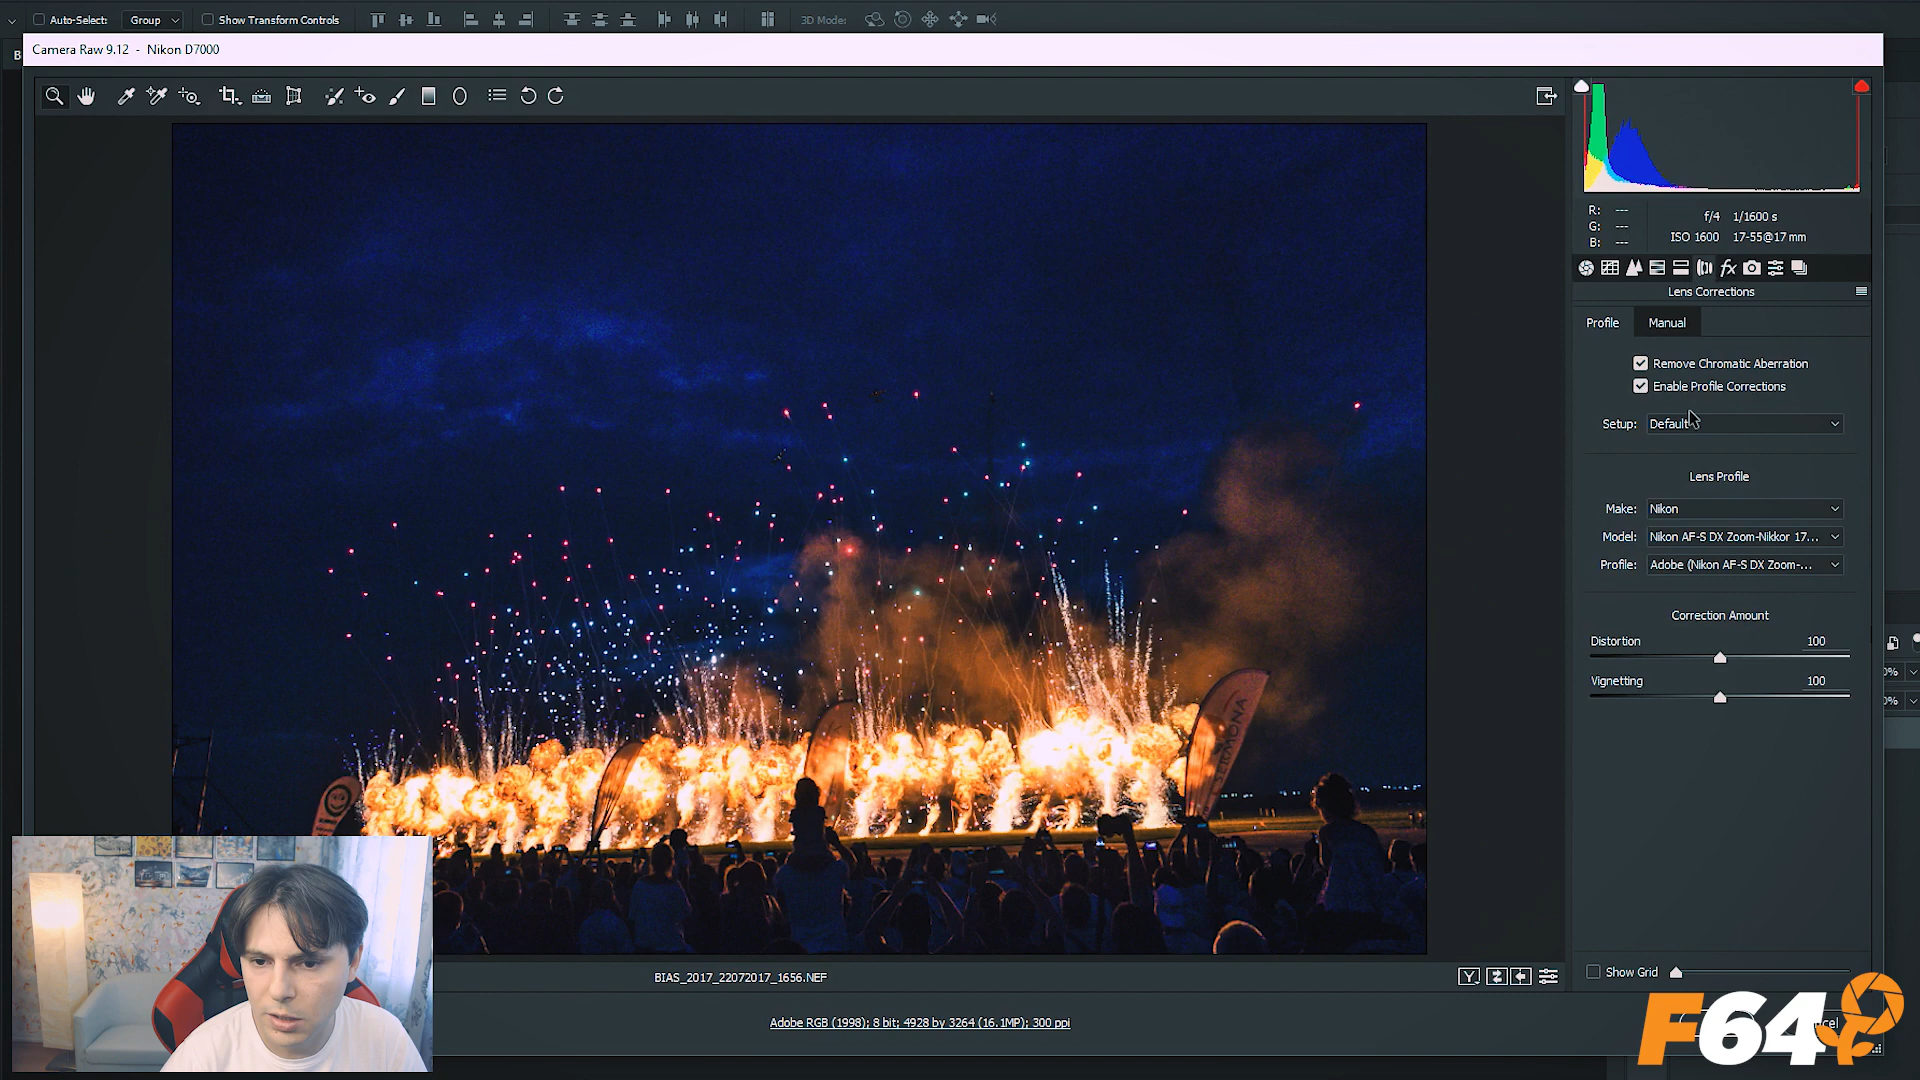 Auto-Select:
Group
Show Transform Controls
3D Mode:
B
Camera Raw 9.12 - Nikon D7000
R: ---
G: ---
B: ---
f/4 1/1600 s
ISO 1600 17-55@17 mm
fx
Lens Corrections
Profile
Manual
Remove Chromatic Aberration
Enable Profile Corrections
Setup: Default
Lens Profile
Make: Nikon
Model: Nikon AF-S DX Zoom-Nikkor 17...
Profile: Adobe (Nikon AF-S DX Zoom-...
Correction Amount
Distortion 100
Vignetting 100
0%
0%
BIAS_2017_22072017_1656.NEF
Y
Show Grid
Adobe RGB (1998); 8 bit; 4928 by 3264 (16.1MP); 300 ppi
F64